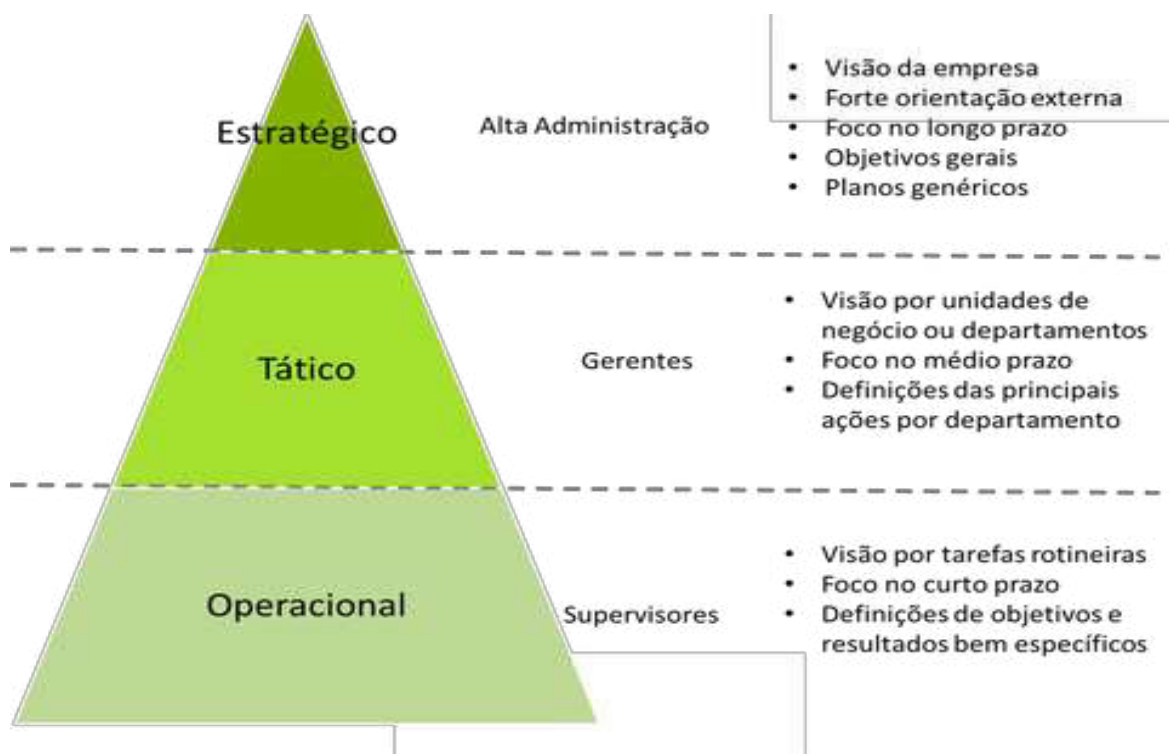 Estratégico
Alta Administração
• Visão da empresa
• Forte orientação externa
• Foco no longo prazo
• Objetivos gerais
• Planos genéricos
Tático
Gerentes
• Visão por unidades de
negócio ou departamentos
• Foco no médio prazo
• Definições das principais
ações por departamento
Operacional
Supervisores
• Visão por tarefas rotineiras
• Foco no curto prazo
• Definições de objetivos e
resultados bem específicos